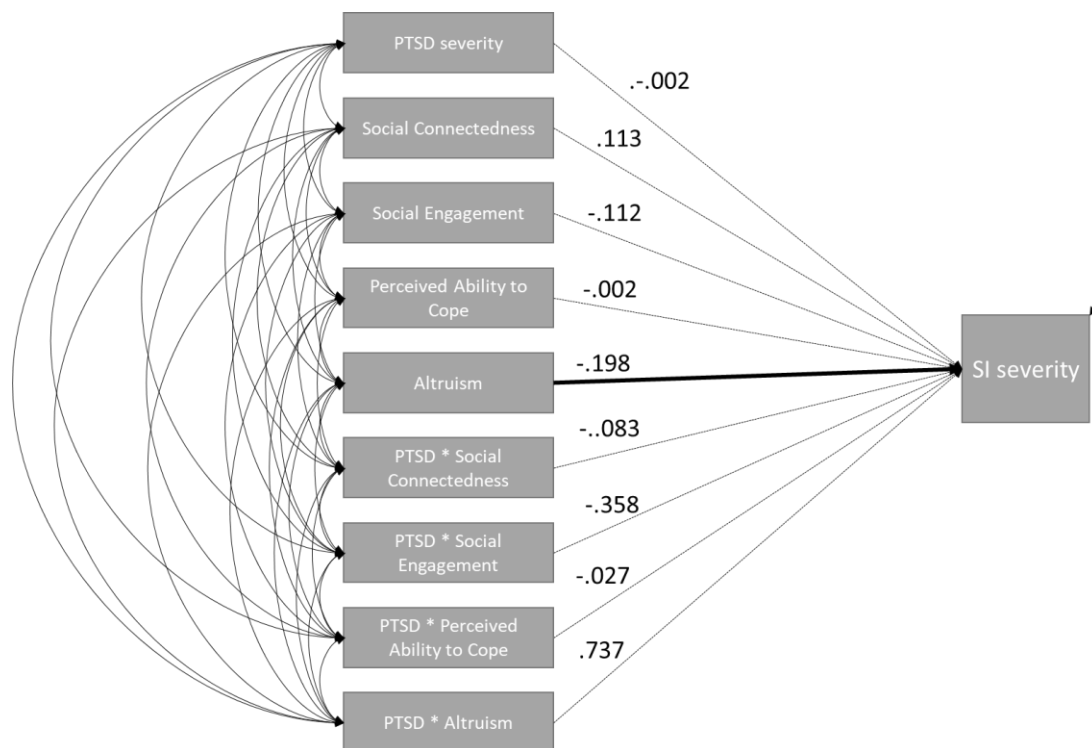 PTSD severity
.-.002
Social Connectedness
.113
Social Engagement
-.112
Perceived Ability to
Cope
-.002
Altruism
-.198
SI severity
PTSD * Social
Connectedness
-..083
PTSD * Social
Engagement
-.358
PTSD * Perceived
Ability to Cope
-.027
PTSD * Altruism
.737